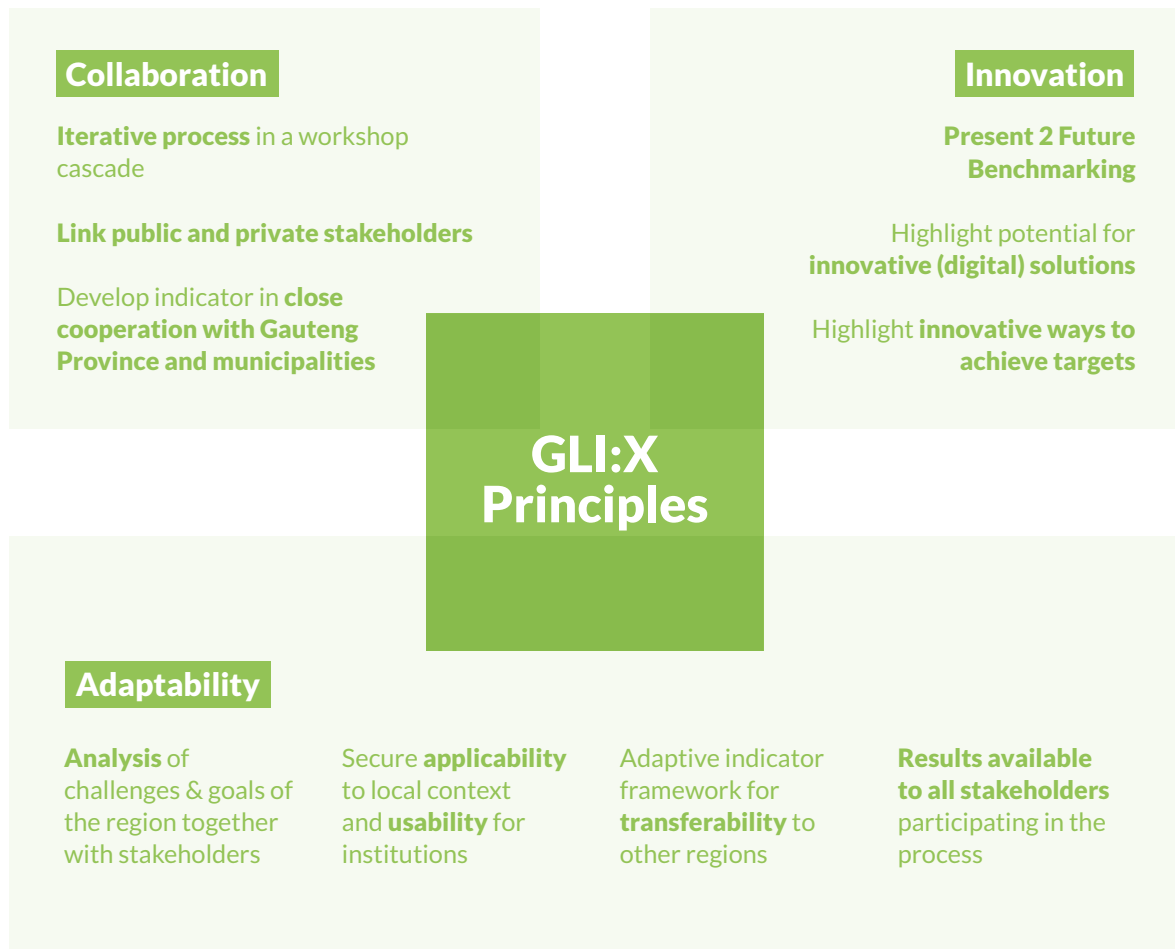 Collaboration
Iterative process in a workshop
cascade
Link public and private stakeholders
Develop indicator in close
cooperation with Gauteng
Province and municipalities
Innovation
Present 2 Future
Benchmarking
Highlight potential for
innovative (digital) solutions
Highlight innovative ways to
achieve targets
GLI:X
Principles
Adaptability
Analysis of
challenges & goals of
the region together
with stakeholders
Secure applicability
to local context
and usability for
institutions
Adaptive indicator
framework for
transferability to
other regions
Results available
to all stakeholders
participating in the
process